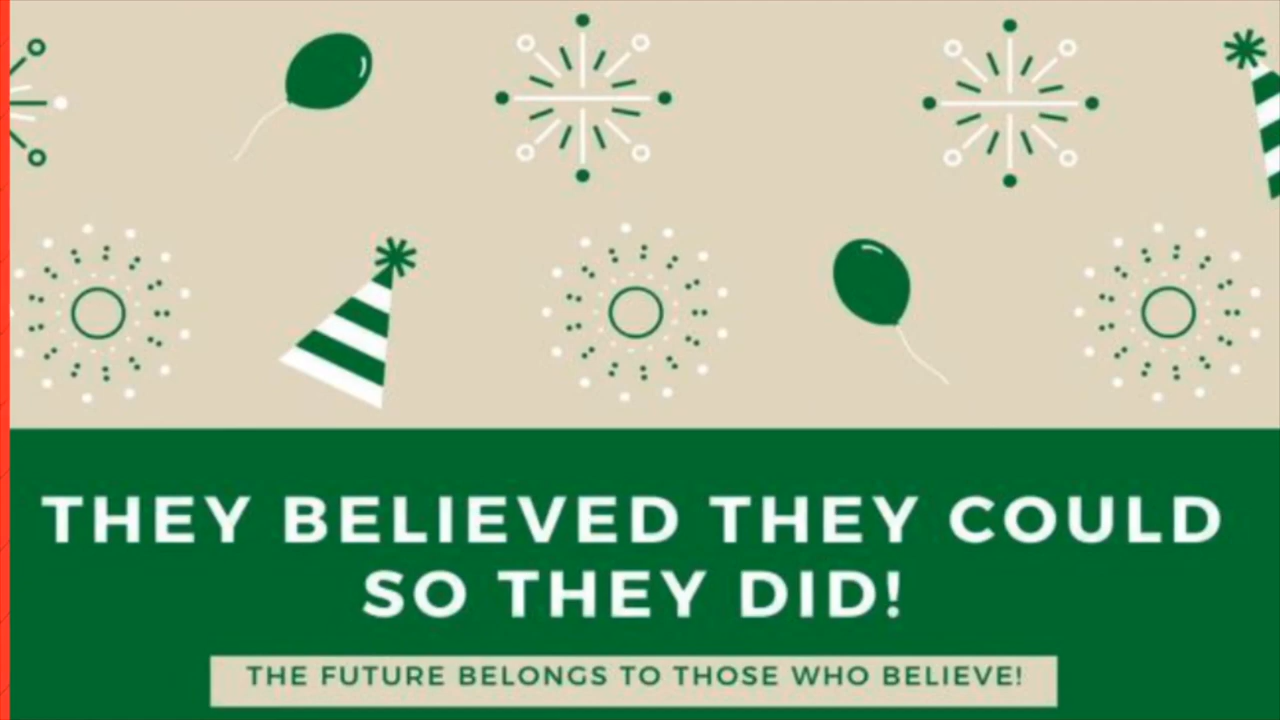 THEY BELIEVED THEY COULD
SO THEY DID!
THE FUTURE BELONGS TO THOSE WHO BELIEVE!